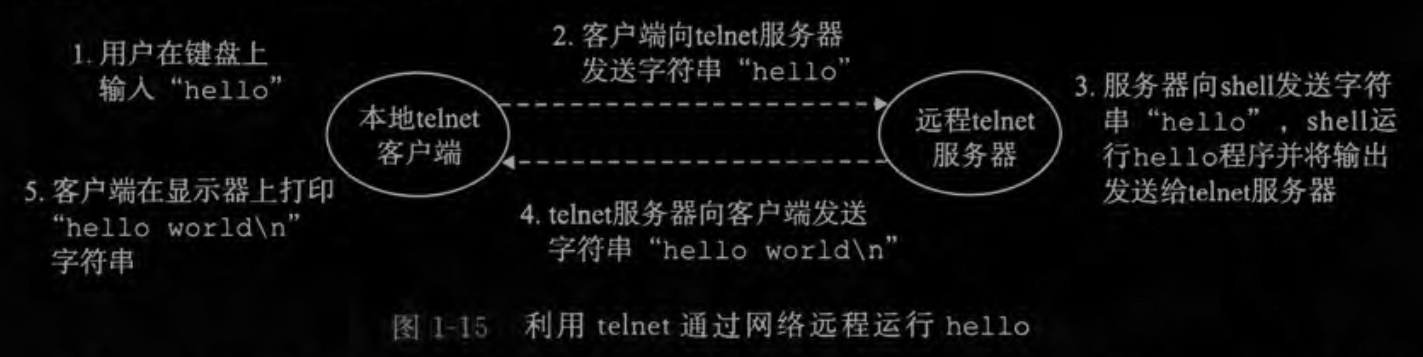 1. 用户在键盘上
输入“hello”
2. 客户端向telnet服务器
发送字符串“hello”
本地telnet
客户端
远程telnet
服务器
3. 服务器向shell发送字符
串“hello”，shell运
行hello程序并将输出
发送给telnet服务器
4. telnet服务器向客户端发送
字符串“hello world\n”
5. 客户端在显示器上打印
“hello world\n”
字符串
图 1-15 利用 telnet 通过网络远程运行 hello